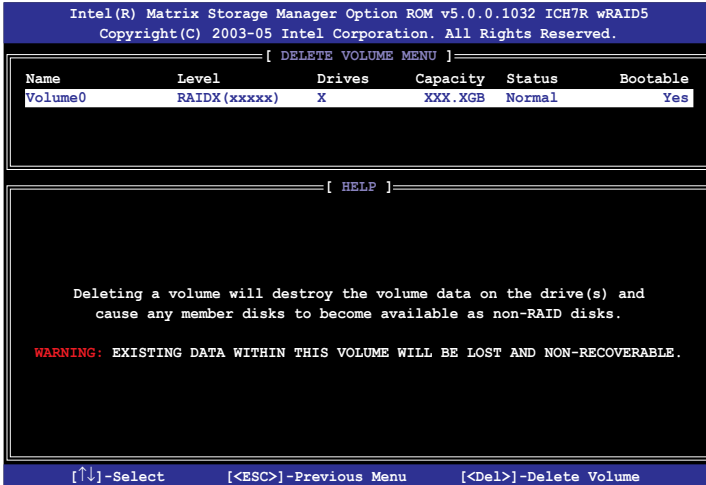 Intel(R) Matrix Storage Manager Option ROM v5.0.0.1032 ICH7R wRAID5
Copyright(C) 2003-05 Intel Corporation. All Rights Reserved.
[ DELETE VOLUME MENU ]
Name Level Drives Capacity Status Bootable
Volume0 RAIDX(xxxxx) X XXX.XGB Normal Yes
[ HELP ]
Deleting a volume will destroy the volume data on the drive(s) and
cause any member disks to become available as non-RAID disks.
WARNING: EXISTING DATA WITHIN THIS VOLUME WILL BE LOST AND NON-RECOVERABLE.
[↑↓]-Select [<ESC>]-Previous Menu [<Del>]-Delete Volume